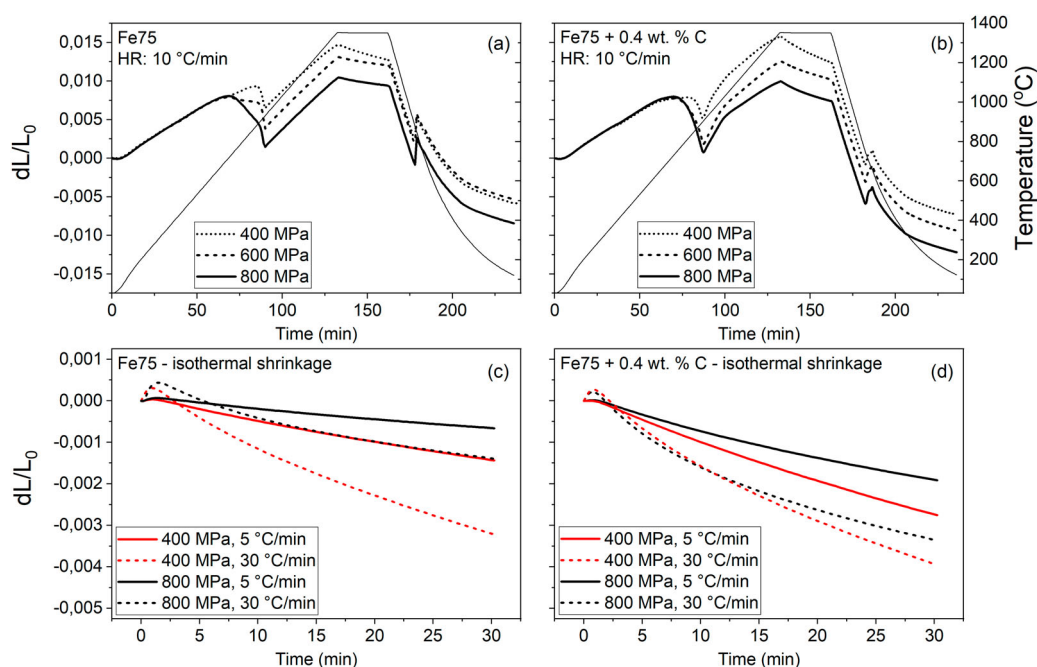 Fe75
HR: 10 °C/min
(a)
0,015
0,010
0,005
0,000
-0,005
-0,010
-0,015
dL/L0
400 MPa
600 MPa
800 MPa
0 50 100 150 200
Time (min)
Fe75 + 0.4 wt. % C
HR: 10 °C/min
(b)
1400
1200
1000
800
600
400
200
Temperature (°C)
400 MPa
600 MPa
800 MPa
0 50 100 150 200
Time (min)
Fe75 - isothermal shrinkage
(c)
0,001
0,000
-0,001
-0,002
-0,003
-0,004
-0,005
dL/L0
400 MPa, 5 °C/min
400 MPa, 30 °C/min
800 MPa, 5 °C/min
800 MPa, 30 °C/min
0 5 10 15 20 25 30
Time (min)
Fe75 + 0.4 wt. % C - isothermal shrinkage
(d)
400 MPa, 5 °C/min
400 MPa, 30 °C/min
800 MPa, 5 °C/min
800 MPa, 30 °C/min
0 5 10 15 20 25 30
Time (min)